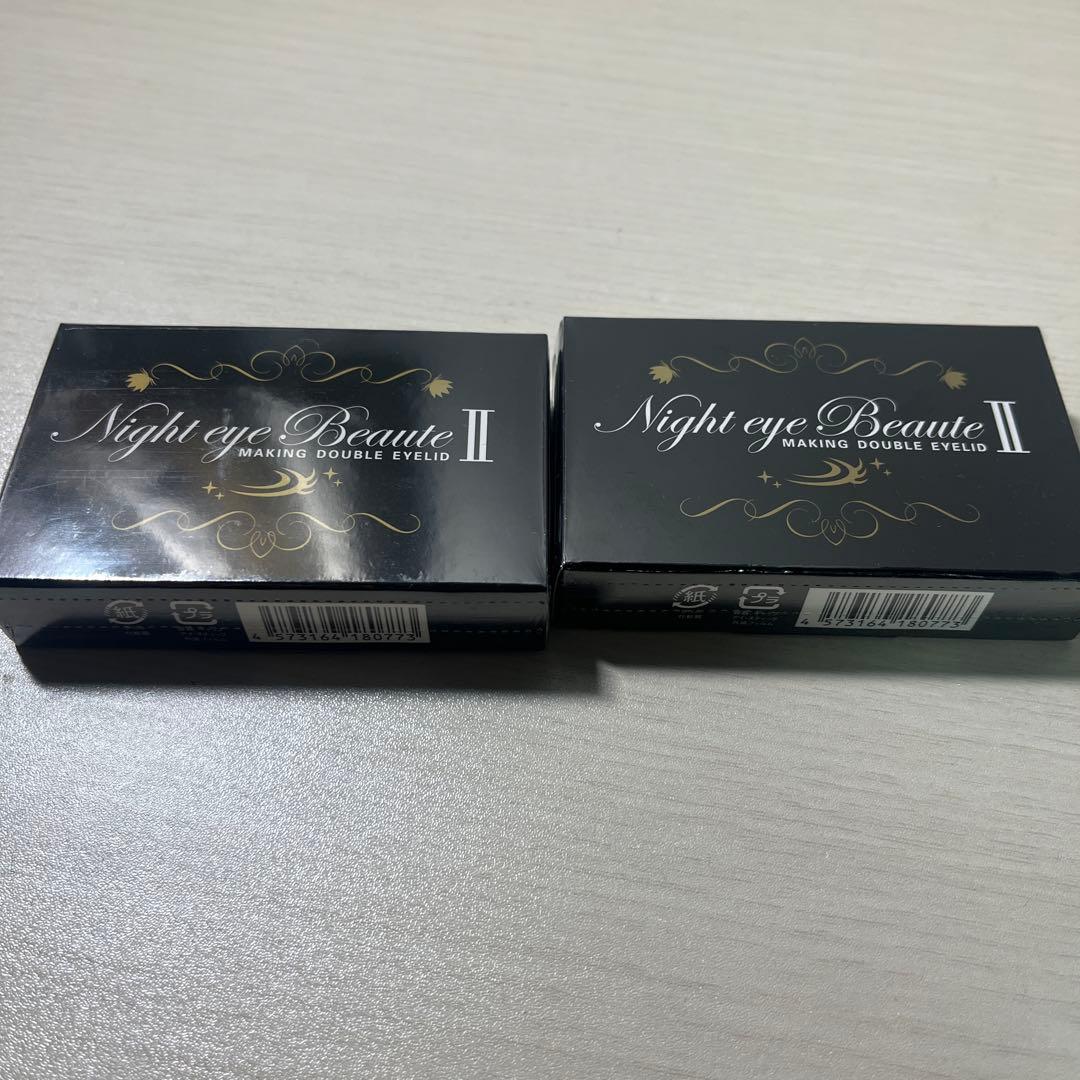 Night eye Beaute II
MAKING DOUBLE EYELID
紙
プラ
4 573164 180773
Night eye Beaute II
MAKING DOUBLE EYELID
紙
プラ
4 573164 180773